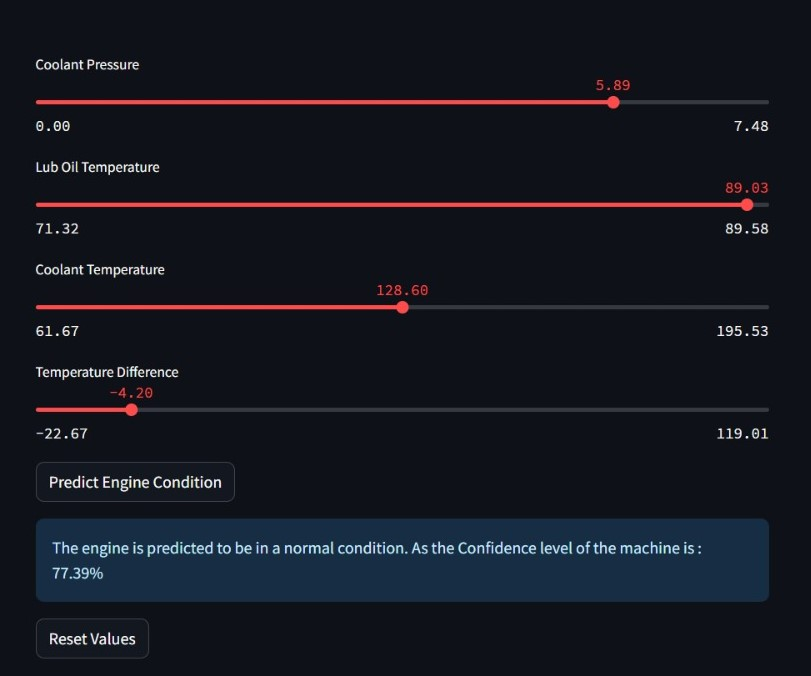 Coolant Pressure
5.89
0.00 7.48
Lub Oil Temperature
89.03
71.32 89.58
Coolant Temperature
128.60
61.67 195.53
Temperature Difference
−4.20
−22.67 119.01
Predict Engine Condition
The engine is predicted to be in a normal condition. As the Confidence level of the machine is :
77.39%
Reset Values